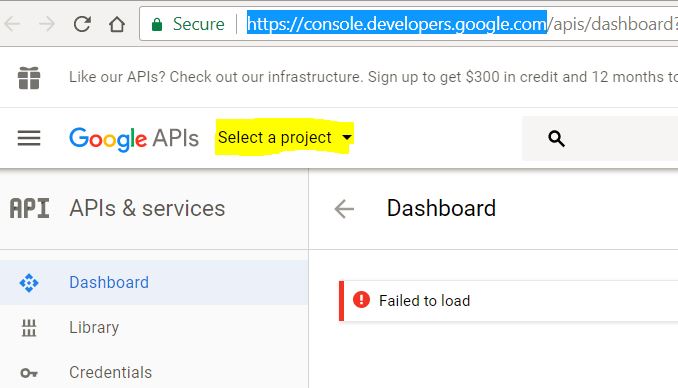 Secure https://console.developers.google.com/apis/dashboard?
Like our APIs? Check out our infrastructure. Sign up to get $300 in credit and 12 months to
Google APIs Select a project
API APIs & services Dashboard
Dashboard
Failed to load
Library
Credentials